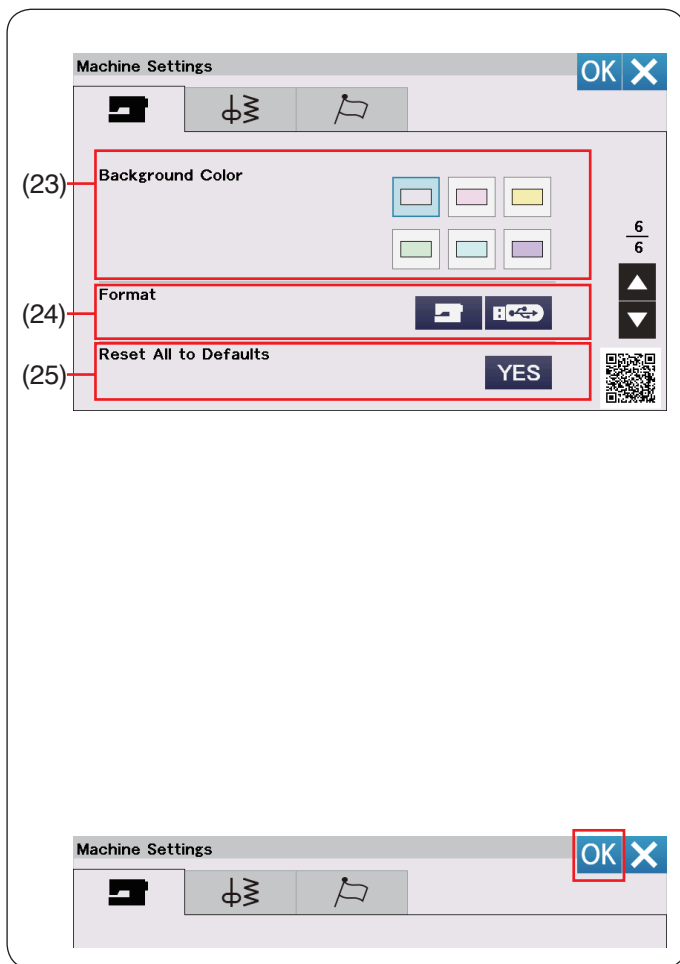 Machine Settings
OK
(23)
Background Color
6
6
(24)
Format
(25)
Reset All to Defaults
YES
Machine Settings
OK